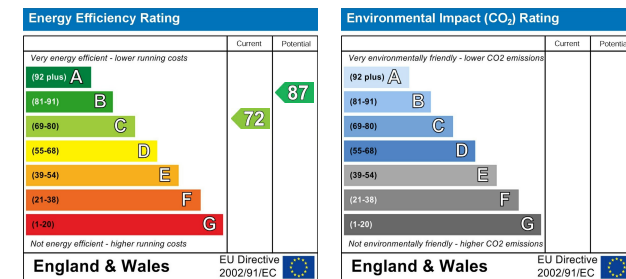 Energy Efficiency Rating
Current Potential
Very energy efficient - lower running costs
(92 plus) A
(81-91) B
87
(69-80) C
72
(55-68) D
(39-54) E
(21-38) F
(1-20) G
Not energy efficient - higher running costs
England & Wales
EU Directive
2002/91/EC
Environmental Impact (CO2) Rating
Current Potential
Very environmentally friendly - lower CO2 emissions
(92 plus) A
(81-91) B
(69-80) C
(55-68) D
(39-54) E
(21-38) F
(1-20) G
Not environmentally friendly - higher CO2 emissions
England & Wales
EU Directive
2002/91/EC